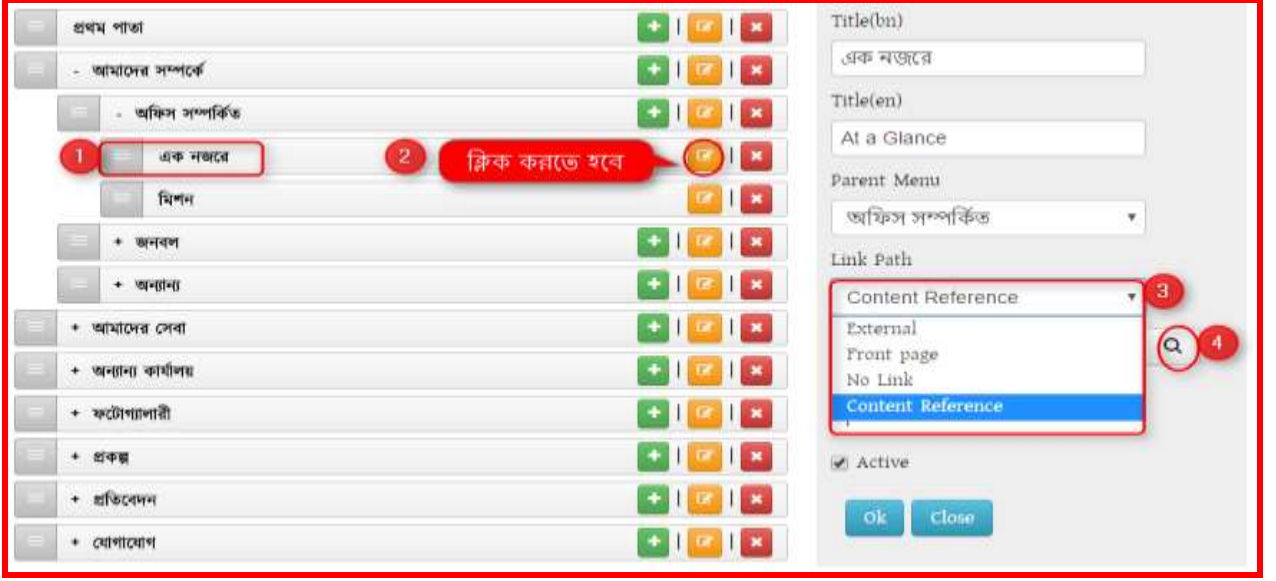 প্রথম পাতা
- আমাদের সম্পর্কে
- অফিস সম্পর্কিত
1 এক নজরে 2 ক্লিক করতে হবে
মিশন
+ জনবল
+ অন্যান্য
+ আমাদের সেবা
+ অন্যান্য কার্যালয়
+ ফটোগ্যালারী
+ প্রকল্প
+ প্রতিবেদন
+ যোগাযোগ
Title(bn)
এক নজরে
Title(en)
At a Glance
Parent Menu
অফিস সম্পর্কিত
Link Path
Content Reference 3
External
Front page 4
No Link
Content Reference
Active
Ok Close